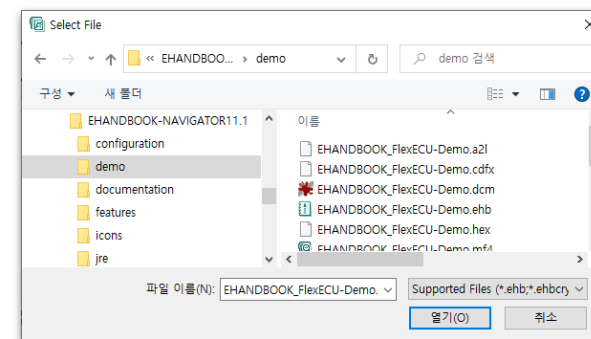 Select File
« EHANDBOO... › demo
demo 검색
구성 새 폴더
EHANDBOOK-NAVIGATOR11.1
configuration
demo
documentation
features
icons
jre
이름
EHANDBOOK_FlexECU-Demo.a2l
EHANDBOOK_FlexECU-Demo.cdfx
EHANDBOOK_FlexECU-Demo.dcm
EHANDBOOK_FlexECU-Demo.ehb
EHANDBOOK_FlexECU-Demo.hex
EHANDBOOK_FlexECU-Demo.mf4
파일 이름(N): EHANDBOOK_FlexECU-Demo. Supported Files (*.ehb;*.ehbcry
열기(O) 취소